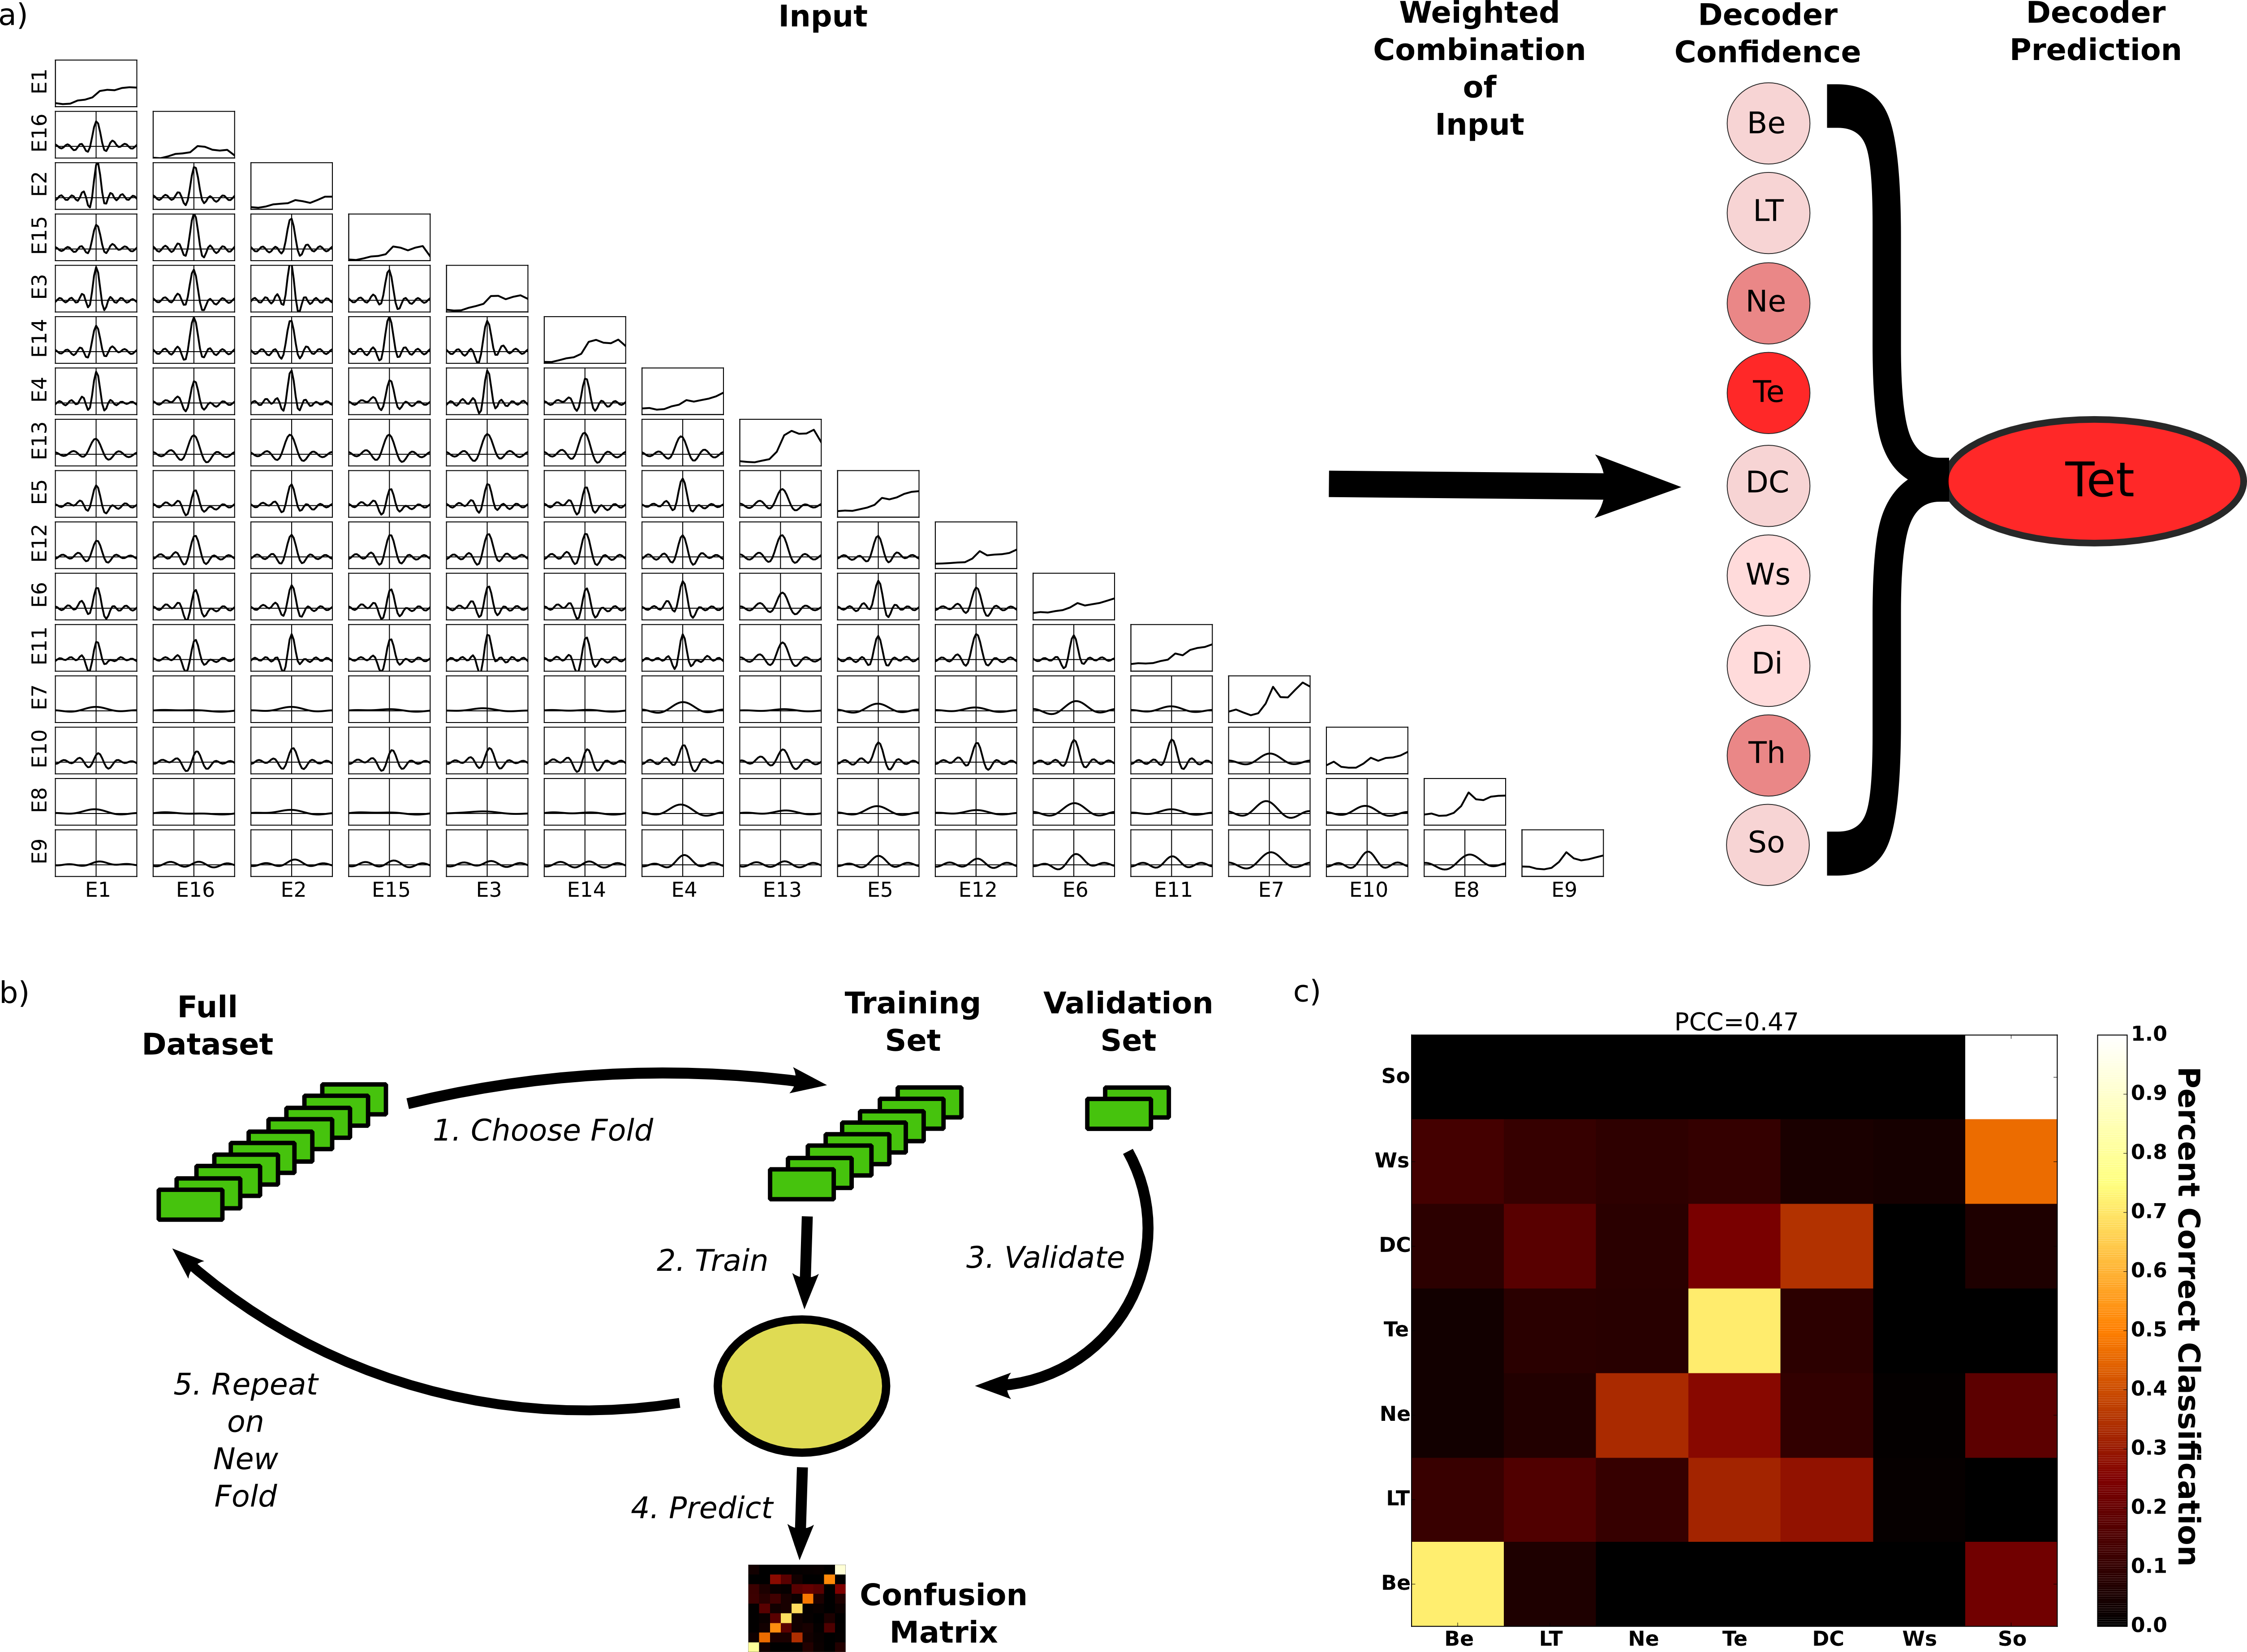 a)
Input
Weighted
Combination
of
Input
Decoder
Confidence
Decoder
Prediction
E1
E16
E2
E15
E3
E14
E4
E13
E5
E12
E6
E11
E7
E10
E8
E9
E1 E16 E2 E15 E3 E14 E4 E13 E5 E12 E6 E11 E7 E10 E8 E9
Be
LT
Ne
Te
DC
Ws
Di
Th
So
Tet
b)
Full
Dataset
Training
Set
Validation
Set
1. Choose Fold
2. Train
3. Validate
4. Predict
5. Repeat
on
New
Fold
Confusion
Matrix
c)
PCC=0.47
So
Ws
DC
Te
Ne
LT
Be
Be LT Ne Te DC Ws So
1.0
0.9
0.8
0.7
0.6
0.5
0.4
0.3
0.2
0.1
0.0
Percent Correct Classification